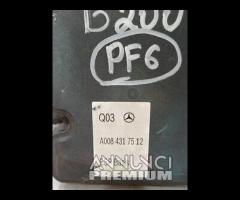 B200
PF6
Q03
A008 431 75 12
ANNUNCI
PREMIUM